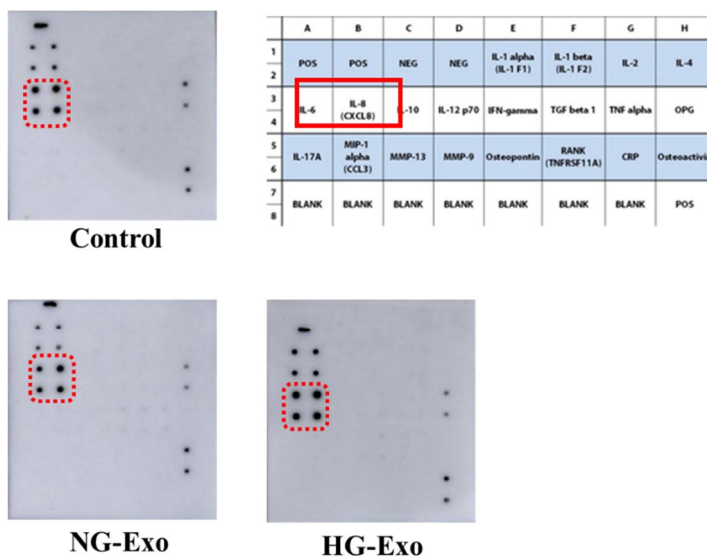 A B C D E F G H
1
2
POS POS NEG NEG IL-1 alpha (IL-1 F1) IL-1 beta (IL-1 F2) IL-2 IL-4
3
4
IL-6 IL-8 (CXCL8) IL-10 IL-12 p70 IFN-gamma TGF beta 1 TNF alpha OPG
5
6
IL-17A MIP-1 alpha (CCL3) MMP-13 MMP-9 Osteopontin RANK (TNFRSF11A) CRP Osteoactivin
7
8
BLANK BLANK BLANK BLANK BLANK BLANK BLANK POS
Control
NG-Exo
HG-Exo